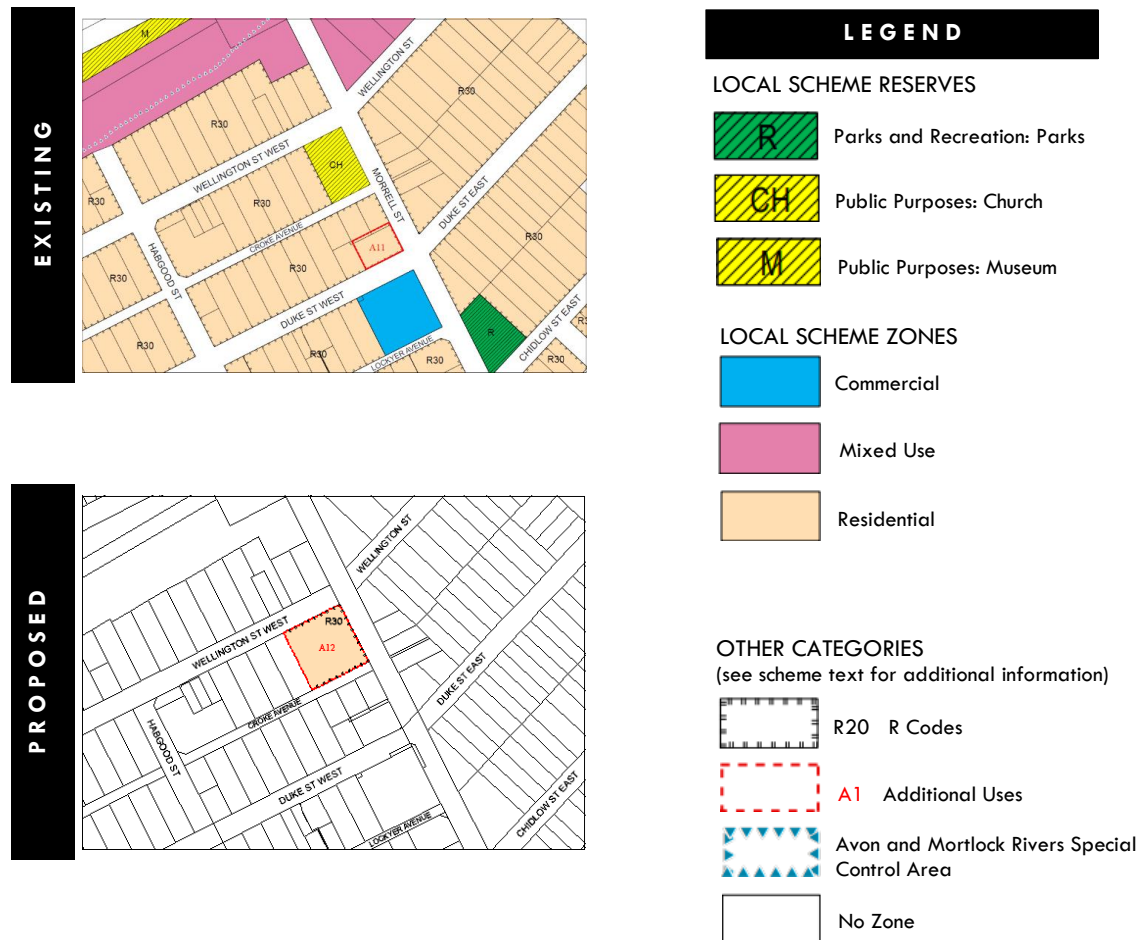 EXISTING
M
WELLINGTON ST
R30
R30
WELLINGTON ST WEST
CH
MORRELL ST
R30
R30
CROKE AVENUE
DUKE ST EAST
R30
A11
HABGOOD ST
R30
R30
DUKE ST WEST
R
CHIDLOW ST EAST
R30
R30
LOCKYER AVENUE
R30
R30
PROPOSED
WELLINGTON ST
R30
WELLINGTON ST WEST
A12
DUKE ST EAST
CROKE AVENUE
HABGOOD ST
DUKE ST WEST
CHIDLOW ST EAST
LOCKYER AVENUE
LEGEND
LOCAL SCHEME RESERVES
R Parks and Recreation: Parks
CH Public Purposes: Church
M Public Purposes: Museum
LOCAL SCHEME ZONES
Commercial
Mixed Use
Residential
OTHER CATEGORIES
(see scheme text for additional information)
R20 R Codes
A1 Additional Uses
Avon and Mortlock Rivers Special
Control Area
No Zone